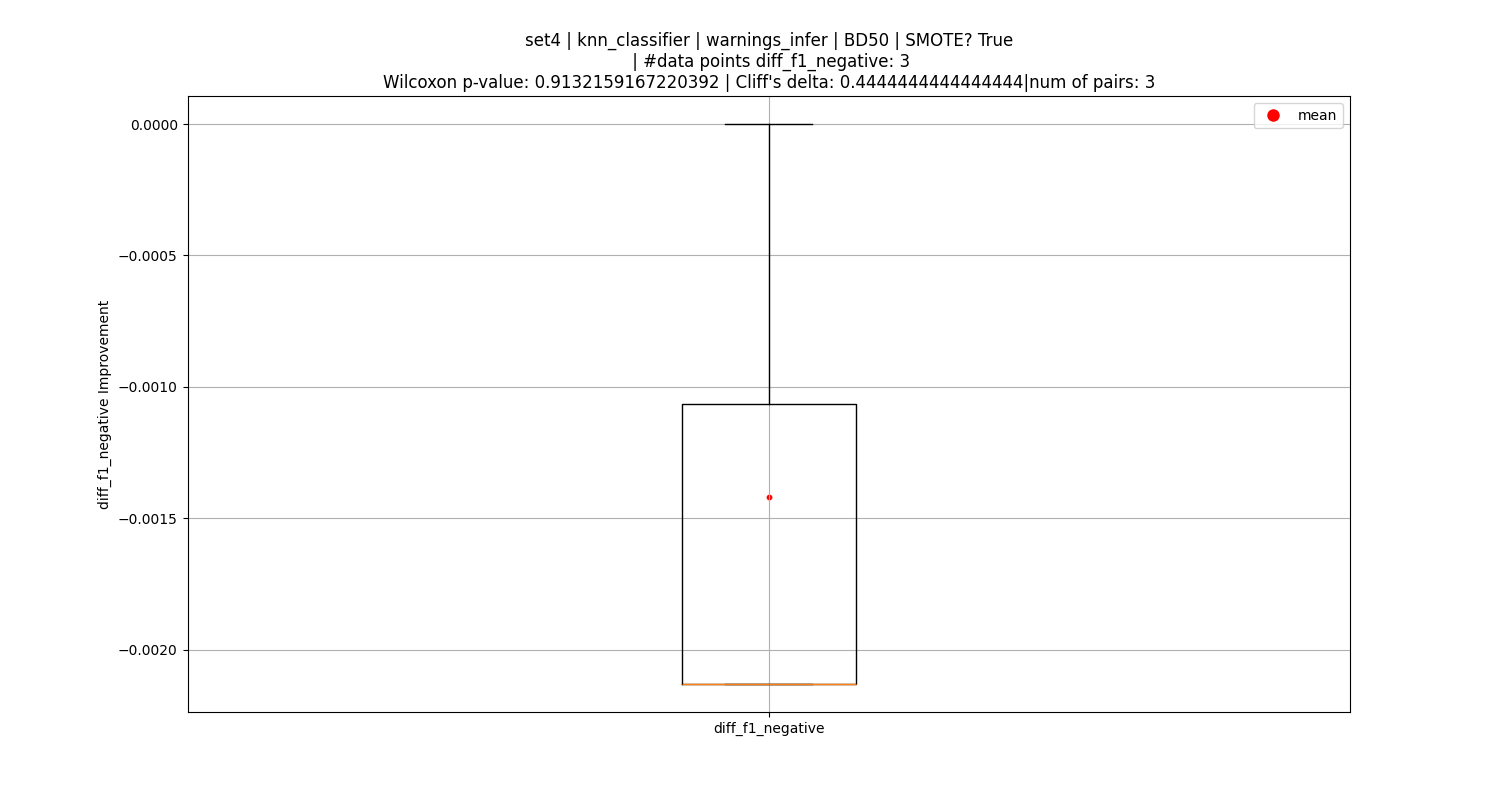 set4 | knn_classifier | warnings_infer | BD50 | SMOTE? True
| #data points diff_f1_negative: 3
Wilcoxon p-value: 0.9132159167220392 | Cliff's delta: 0.4444444444444444|num of pairs: 3
mean
0.0000
−0.0005
−0.0010
−0.0015
−0.0020
diff_f1_negative Improvement
diff_f1_negative